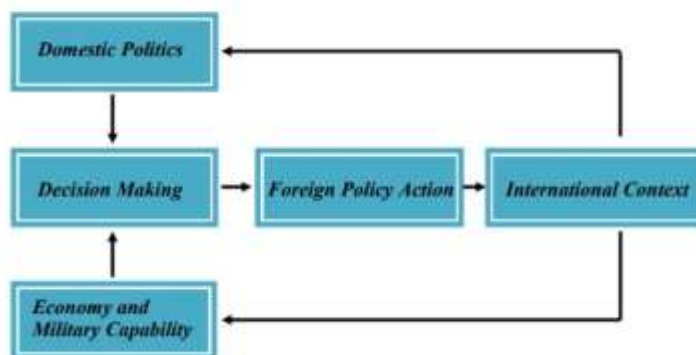 Domestic Politics
Decision Making
Foreign Policy Action
International Context
Economy and
Military Capability